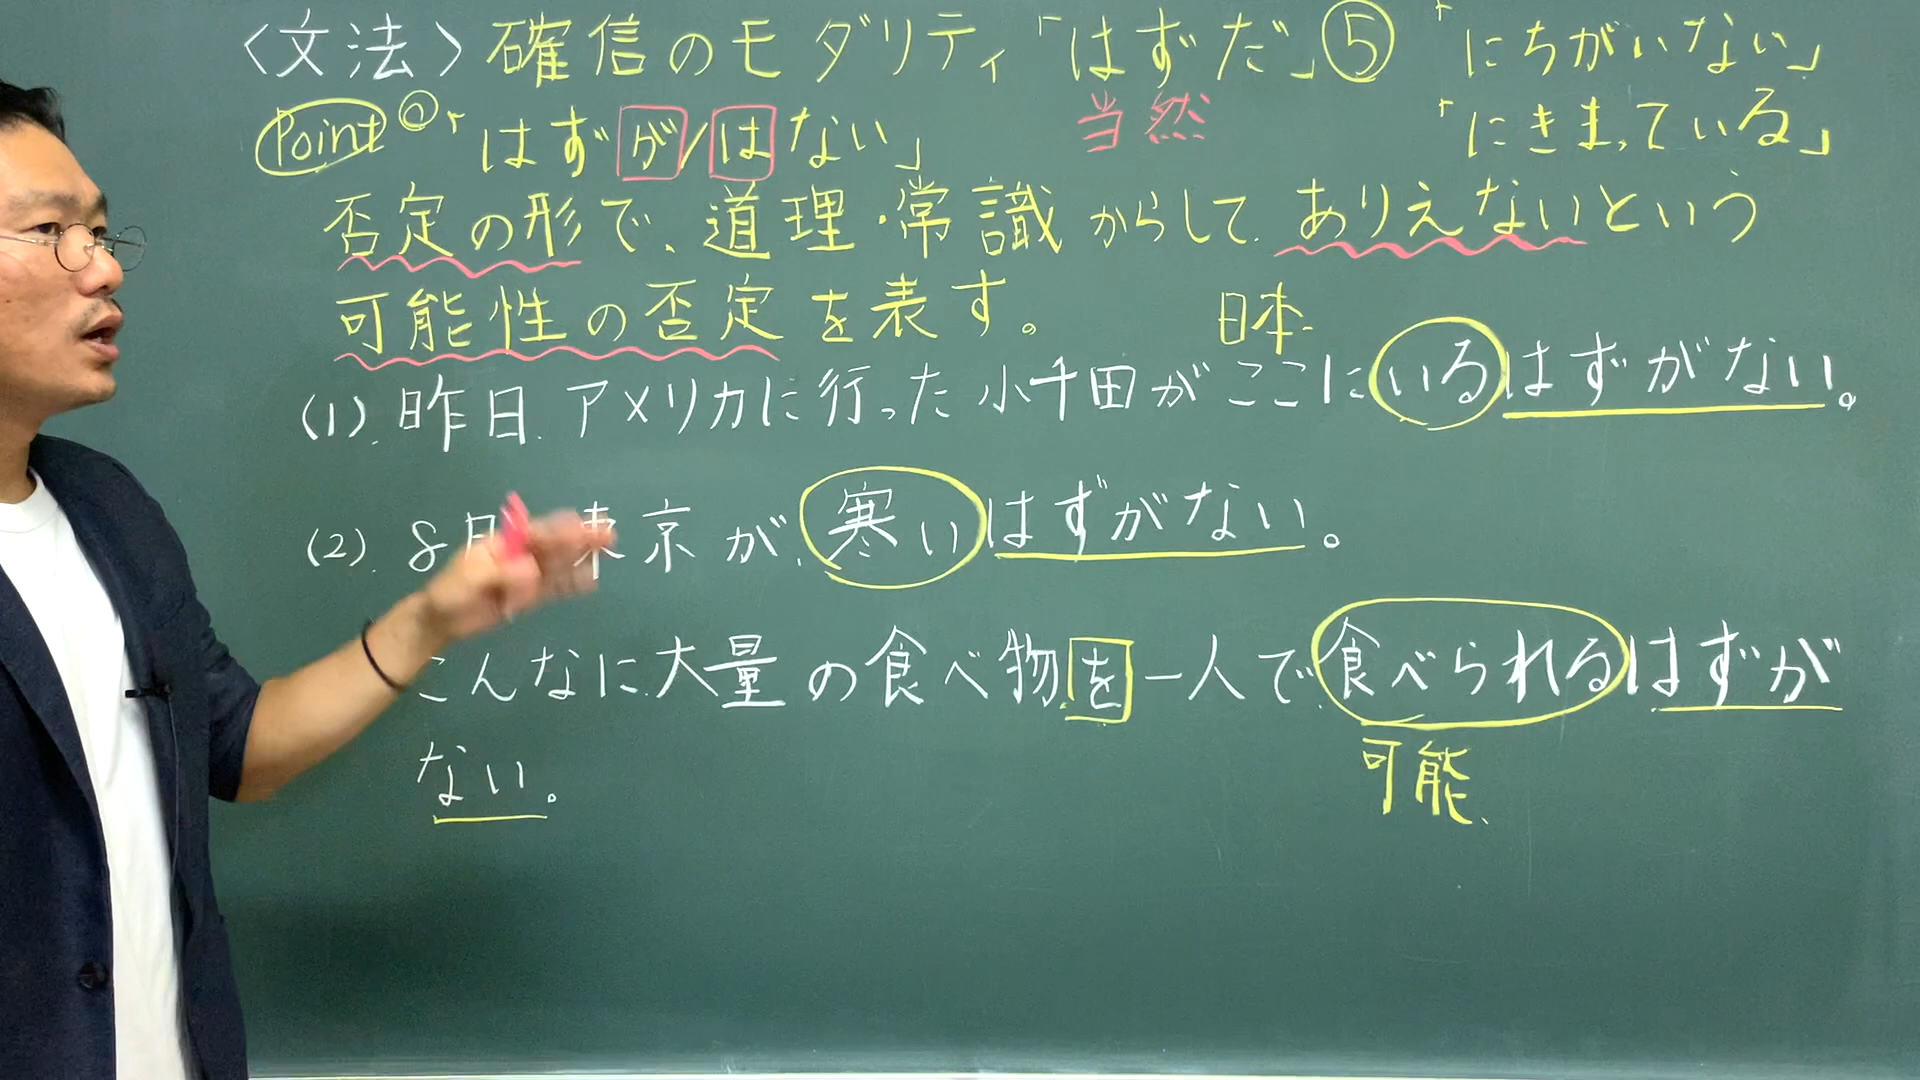 〈文法〉確信のモダリティ「はずだ」⑤ 「にちがいない」
当然 「にきまっている」
Point 「はずが/はない」
否定の形で、道理・常識からして、ありえないという
可能性の否定を表す。 日本
(1). 昨日、アメリカに行った小千田がここにいるはずがない。
(2). 8月 東京が、寒いはずがない。
こんなに大量の食べ物を一人で食べられるはずが
ない。
可能